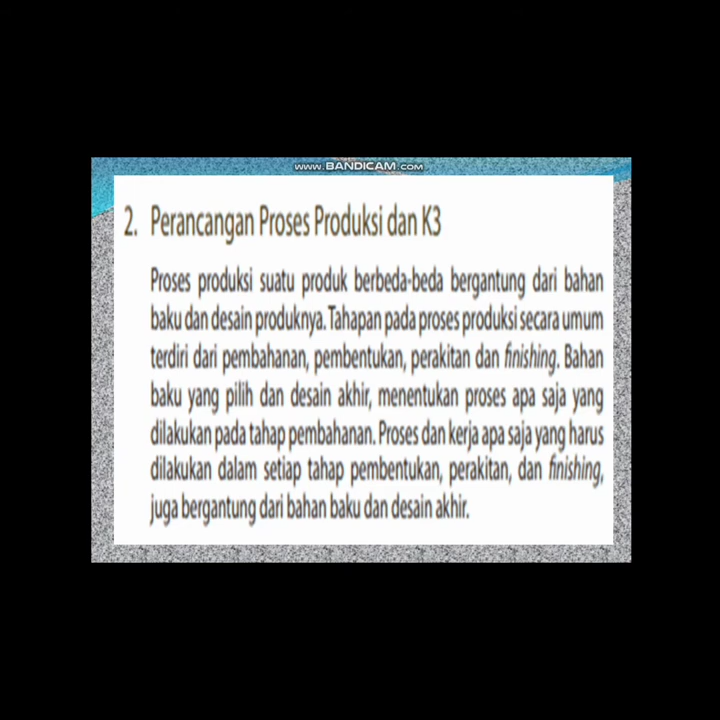 WWW.BANDICAM.COM
2. Perancangan Proses Produksi dan K3
Proses produksi suatu produk berbeda-beda bergantung dari bahan
baku dan desain produknya. Tahapan pada proses produksi secara umum
terdiri dari pembahanan, pembentukan, perakitan dan finishing. Bahan
baku yang pilih dan desain akhir, menentukan proses apa saja yang
dilakukan pada tahap pembahanan. Proses dan kerja apa saja yang harus
dilakukan dalam setiap tahap pembentukan, perakitan, dan finishing,
juga bergantung dari bahan baku dan desain akhir.